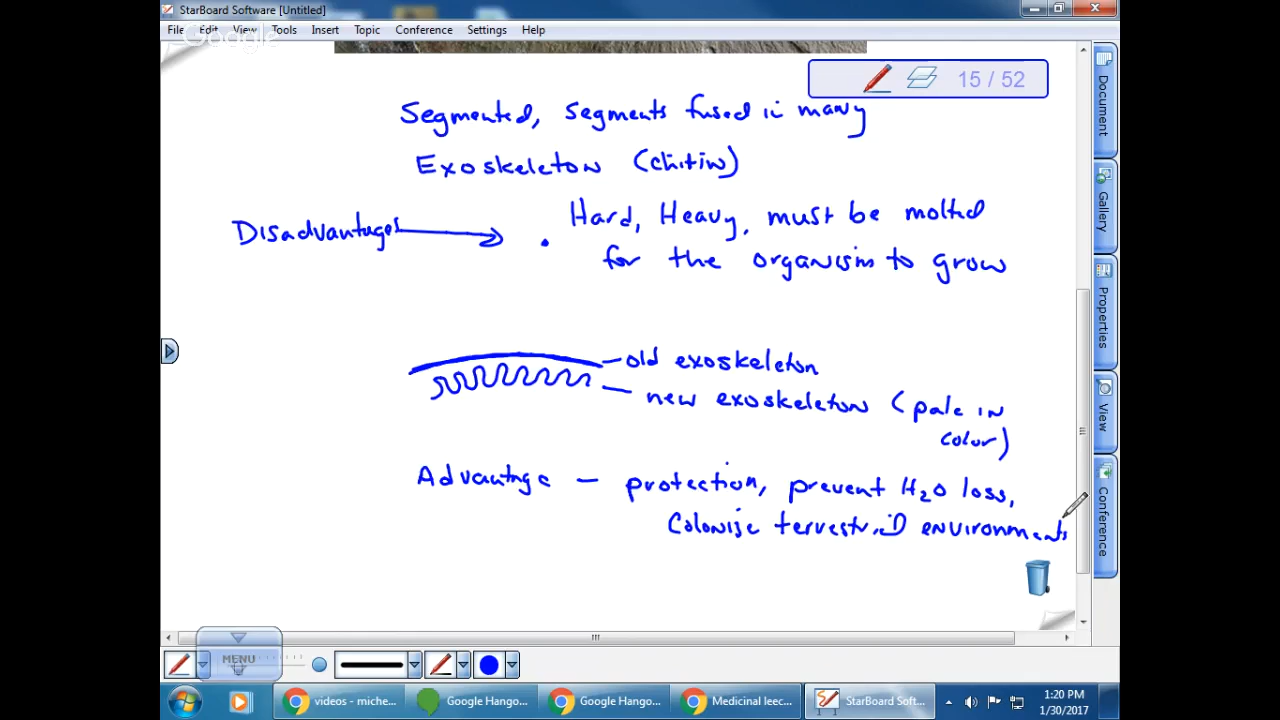 StarBoard Software [Untitled]
File Edit View Tools Insert Topic Conference Settings Help
Google
15 / 52
Segmented, segments fused in many
Exoskeleton (chitin)
Disadvantages
• Hard, Heavy, must be molted
for the organism to grow
old exoskeleton
new exoskeleton (pale in
color)
Advantage - protection, prevent H₂O loss,
Colonize terrestrial environments
Document
Gallery
Properties
View
Conference
MENU
videos - miche...
Google Hango...
Google Hango...
Medicinal leec...
StarBoard Soft...
1:20 PM
1/30/2017